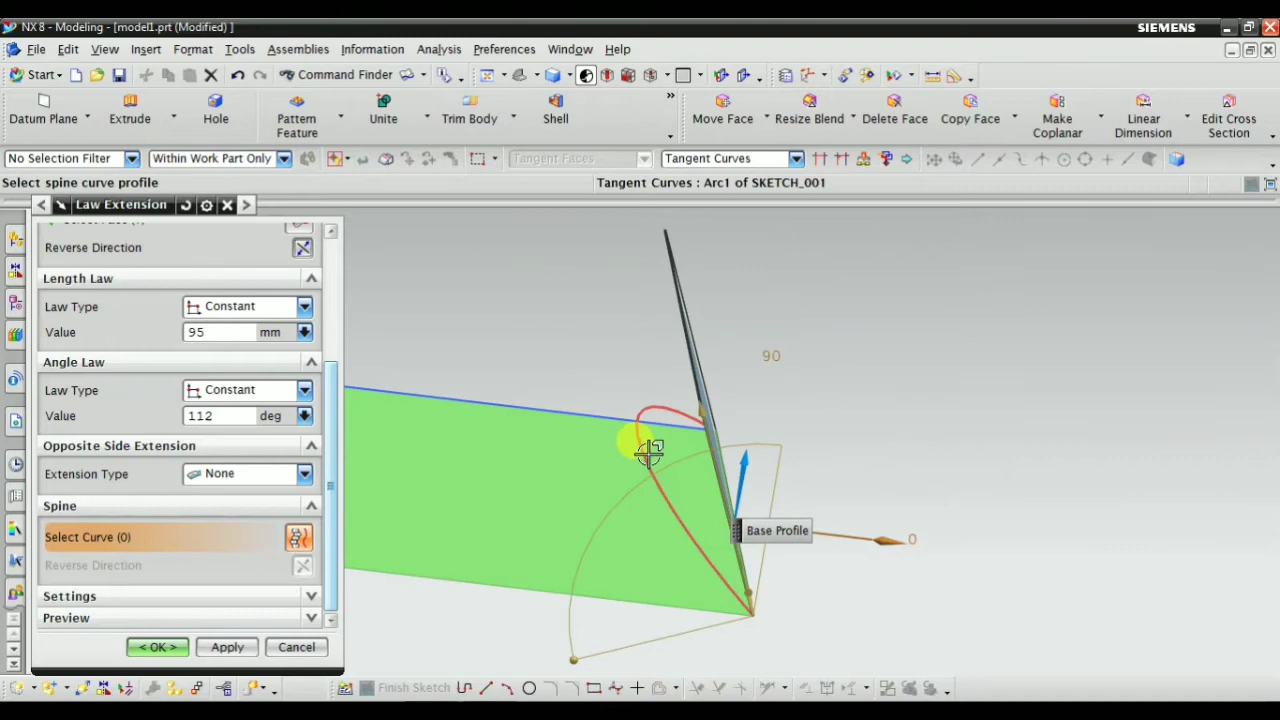 NX 8 - Modeling - [model1.prt (Modified) ]
SIEMENS
File Edit View Insert Format Tools Assemblies Information Analysis Preferences Window Help
Start Command Finder
Datum Plane Extrude Hole Pattern Feature Unite Trim Body Shell Move Face Resize Blend Delete Face Copy Face Make Coplanar Linear Dimension Edit Cross Section
No Selection Filter Within Work Part Only Tangent Faces Tangent Curves
Select spine curve profile Tangent Curves : Arc1 of SKETCH_001
Law Extension
Reverse Direction
Length Law
Law Type Constant
Value 95 mm
Angle Law
Law Type Constant
Value 112 deg
Opposite Side Extension
Extension Type None
Spine
Select Curve (0)
Reverse Direction
Settings
Preview
< OK > Apply Cancel
90
Base Profile
0
Finish Sketch